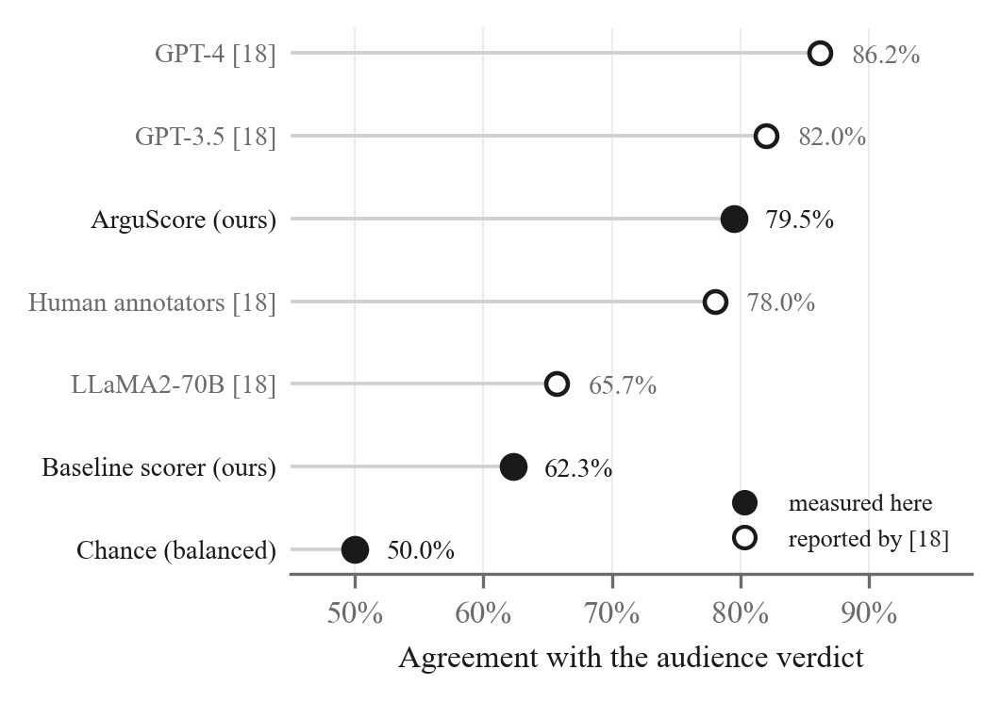 GPT-4 [18] 86.2%
GPT-3.5 [18] 82.0%
ArguScore (ours) 79.5%
Human annotators [18] 78.0%
LLaMA2-70B [18] 65.7%
Baseline scorer (ours) 62.3%
measured here
reported by [18]
Chance (balanced) 50.0%
50% 60% 70% 80% 90%
Agreement with the audience verdict